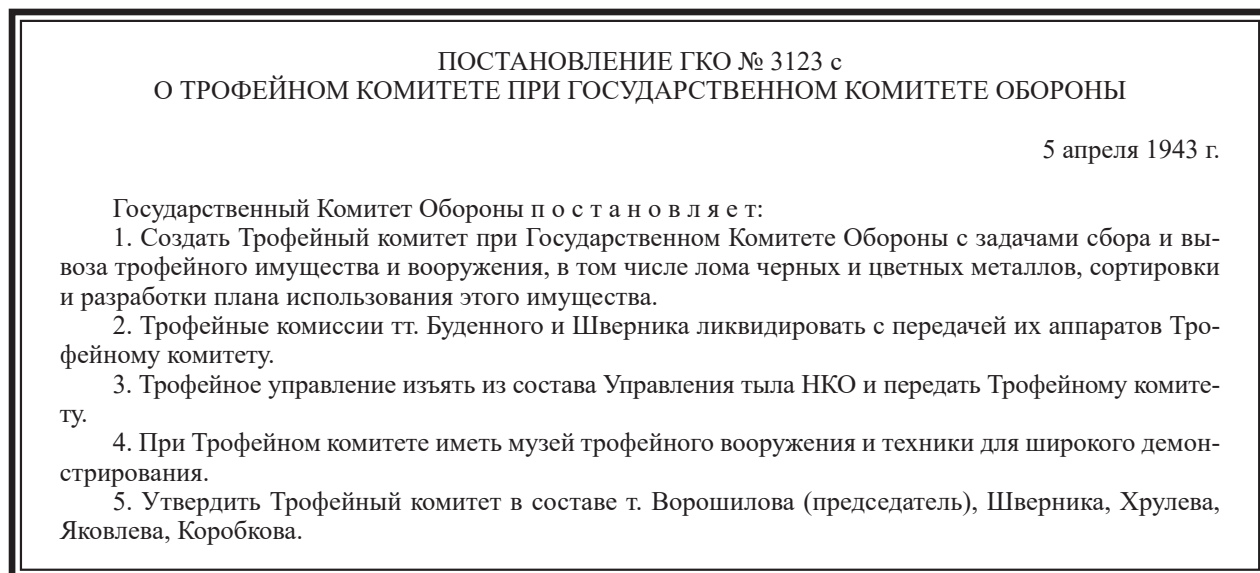 ПОСТАНОВЛЕНИЕ ГКО № 3123 с
О ТРОФЕЙНОМ КОМИТЕТЕ ПРИ ГОСУДАРСТВЕННОМ КОМИТЕТЕ ОБОРОНЫ
5 апреля 1943 г.
Государственный Комитет Обороны п о с т а н о в л я е т:
1. Создать Трофейный комитет при Государственном Комитете Обороны с задачами сбора и вы-
воза трофейного имущества и вооружения, в том числе лома черных и цветных металлов, сортировки
и разработки плана использования этого имущества.
2. Трофейные комиссии тт. Буденного и Шверника ликвидировать с передачей их аппаратов Тро-
фейному комитету.
3. Трофейное управление изъять из состава Управления тыла НКО и передать Трофейному комите-
ту.
4. При Трофейном комитете иметь музей трофейного вооружения и техники для широкого демон-
стрирования.
5. Утвердить Трофейный комитет в составе т. Ворошилова (председатель), Шверника, Хрулева,
Яковлева, Коробкова.